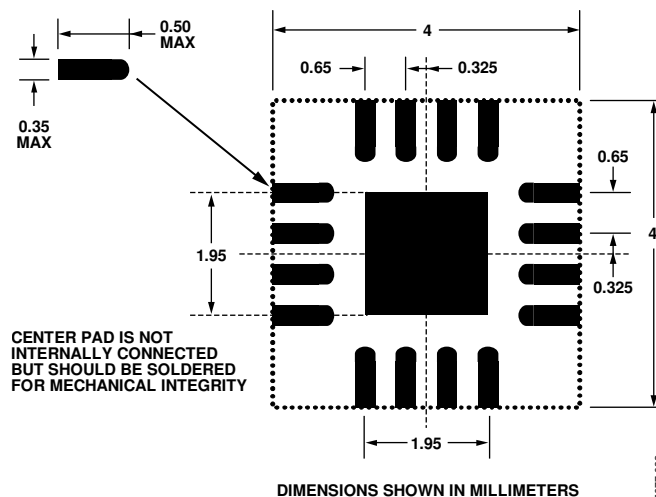 0.50
MAX
0.35
MAX
4
0.65
0.325
0.65
4
0.325
1.95
CENTER PAD IS NOT
INTERNALLY CONNECTED
BUT SHOULD BE SOLDERED
FOR MECHANICAL INTEGRITY
1.95
DIMENSIONS SHOWN IN MILLIMETERS